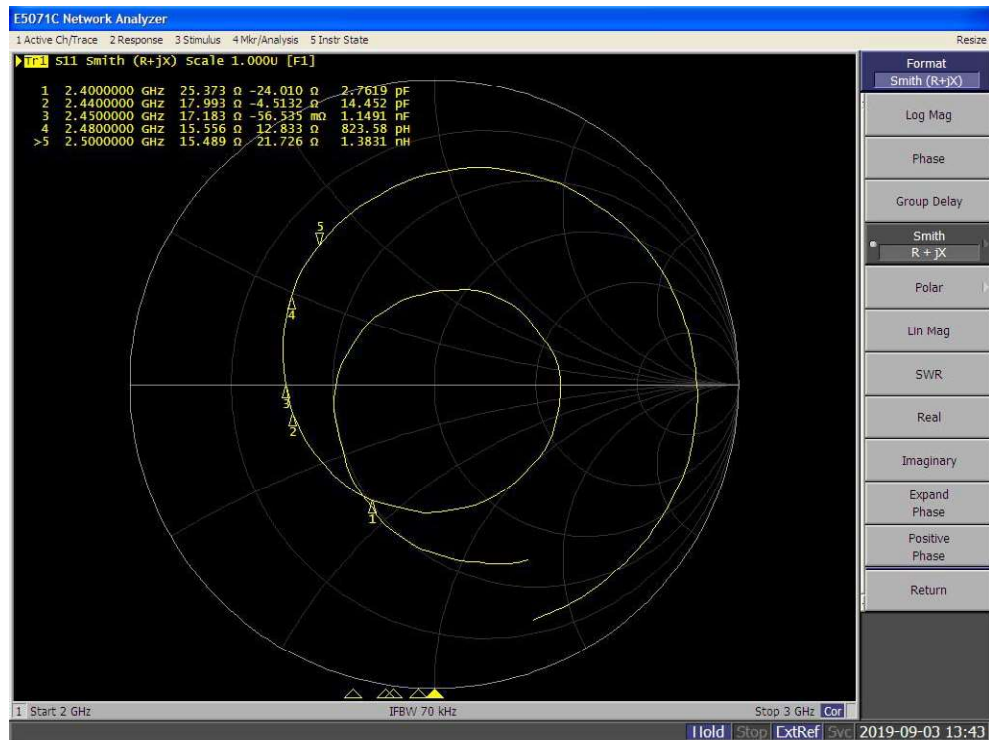 E5071C Network Analyzer
1 Active Ch/Trace 2 Response 3 Stimulus 4 Mkr/Analysis 5 Instr State Resize
Tr1 S11 Smith (R+jX) Scale 1.000U [F1]
1 2.4000000 GHz 25.373 Ω -24.010 Ω 2.7619 pF
2 2.4400000 GHz 17.993 Ω -4.5132 Ω 14.452 pF
3 2.4500000 GHz 17.183 Ω -56.535 mΩ 1.1491 nF
4 2.4800000 GHz 15.556 Ω 12.833 Ω 823.58 pH
>5 2.5000000 GHz 15.489 Ω 21.726 Ω 1.3831 nH
5
4
3
2
1
Format
Smith (R+jX)
Log Mag
Phase
Group Delay
Smith
R + jX
Polar
Lin Mag
SWR
Real
Imaginary
Expand
Phase
Positive
Phase
Return
1 Start 2 GHz IFBW 70 kHz Stop 3 GHz Cor
Hold Stop ExtRef Svc 2019-09-03 13:43